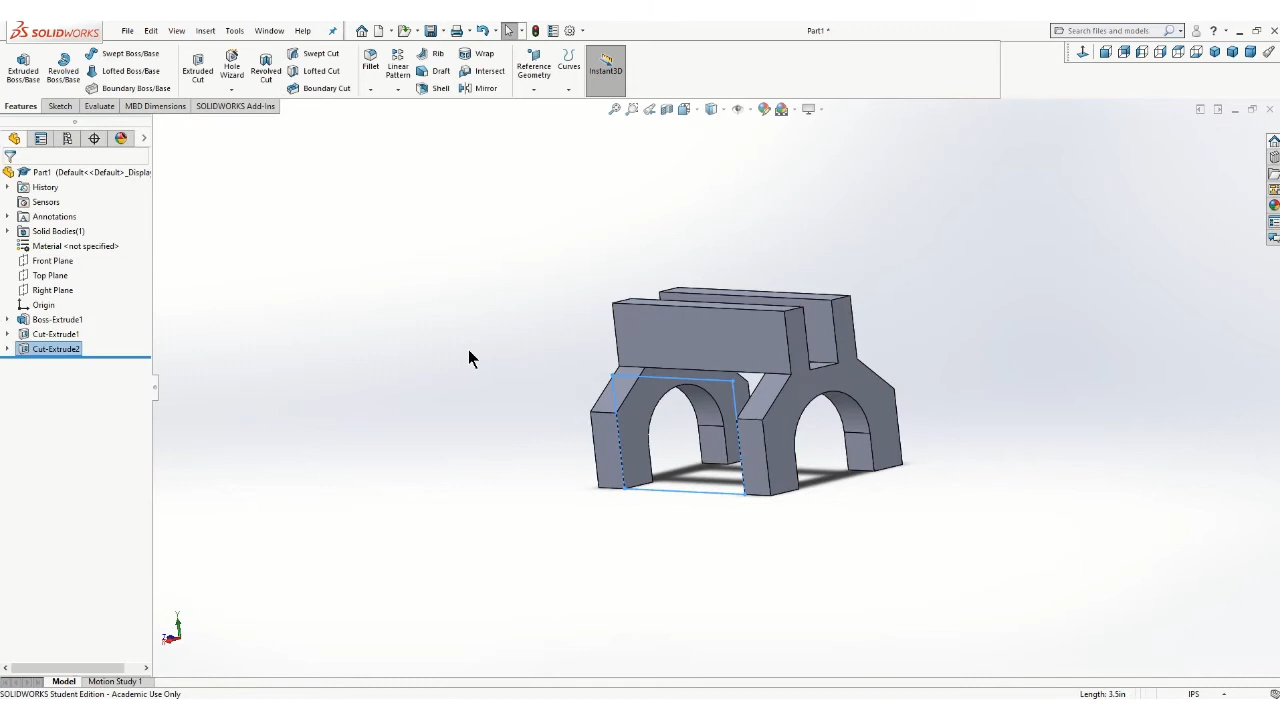 SOLIDWORKS File Edit View Insert Tools Window Help Part1 * Search files and models
Extruded Boss/Base Revolved Boss/Base Swept Boss/Base Extruded Cut Hole Wizard Revolved Cut Swept Cut Fillet Linear Pattern Rib Wrap Reference Geometry Curves Instant3D
Lofted Boss/Base Lofted Cut Draft Intersect
Boundary Boss/Base Boundary Cut Shell Mirror
Features Sketch Evaluate MBD Dimensions SOLIDWORKS Add-Ins
Part1 (Default<<Default>_Display
History
Sensors
Annotations
Solid Bodies(1)
Material <not specified>
Front Plane
Top Plane
Right Plane
Origin
Boss-Extrude1
Cut-Extrude1
Cut-Extrude2
Y
Z
Model Motion Study 1
SOLIDWORKS Student Edition - Academic Use Only Length: 3.5in IPS